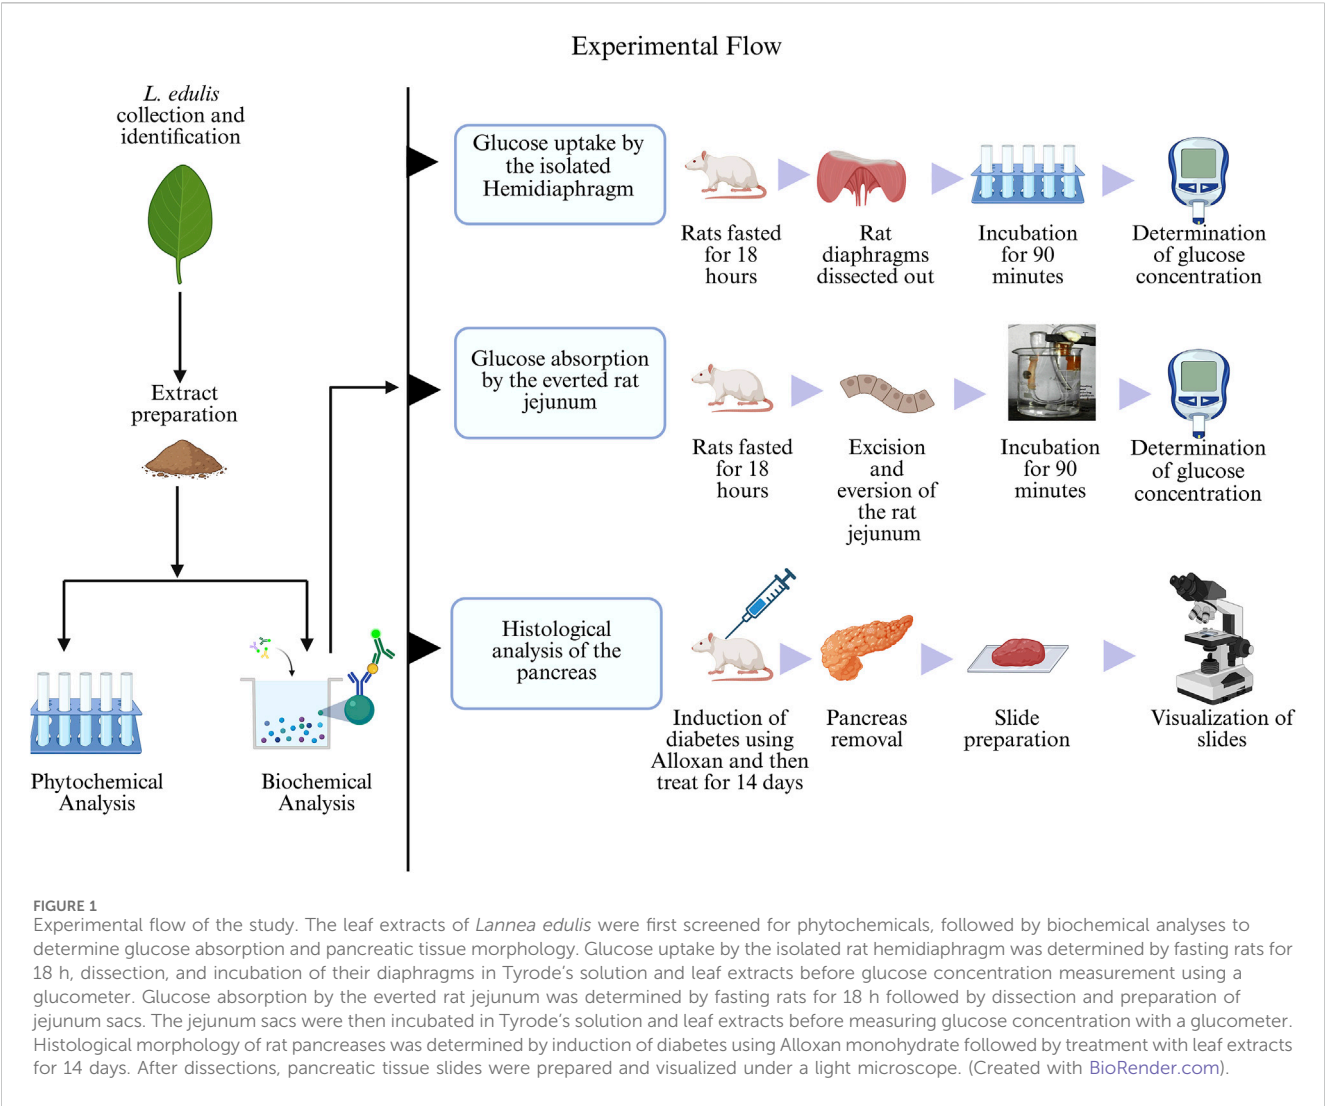 Experimental Flow
L. edulis
collection and
identification
Extract
preparation
Phytochemical
Analysis
Biochemical
Analysis
Glucose uptake by
the isolated
Hemidiaphragm
Rats fasted
for 18
hours
Rat
diaphragms
dissected out
Incubation
for 90
minutes
Determination
of glucose
concentration
Glucose absorption
by the everted rat
jejunum
Rats fasted
for 18
hours
Excision
and
eversion of
the rat
jejunum
Incubation
for 90
minutes
Determination
of glucose
concentration
Histological
analysis of the
pancreas
Induction of
diabetes using
Alloxan and then
treat for 14 days
Pancreas
removal
Slide
preparation
Visualization of
slides
FIGURE 1
Experimental flow of the study. The leaf extracts of Lannea edulis were first screened for phytochemicals, followed by biochemical analyses to
determine glucose absorption and pancreatic tissue morphology. Glucose uptake by the isolated rat hemidiaphragm was determined by fasting rats for
18 h, dissection, and incubation of their diaphragms in Tyrode's solution and leaf extracts before glucose concentration measurement using a
glucometer. Glucose absorption by the everted rat jejunum was determined by fasting rats for 18 h followed by dissection and preparation of
jejunum sacs. The jejunum sacs were then incubated in Tyrode's solution and leaf extracts before measuring glucose concentration with a glucometer.
Histological morphology of rat pancreases was determined by induction of diabetes using Alloxan monohydrate followed by treatment with leaf extracts
for 14 days. After dissections, pancreatic tissue slides were prepared and visualized under a light microscope. (Created with BioRender.com).